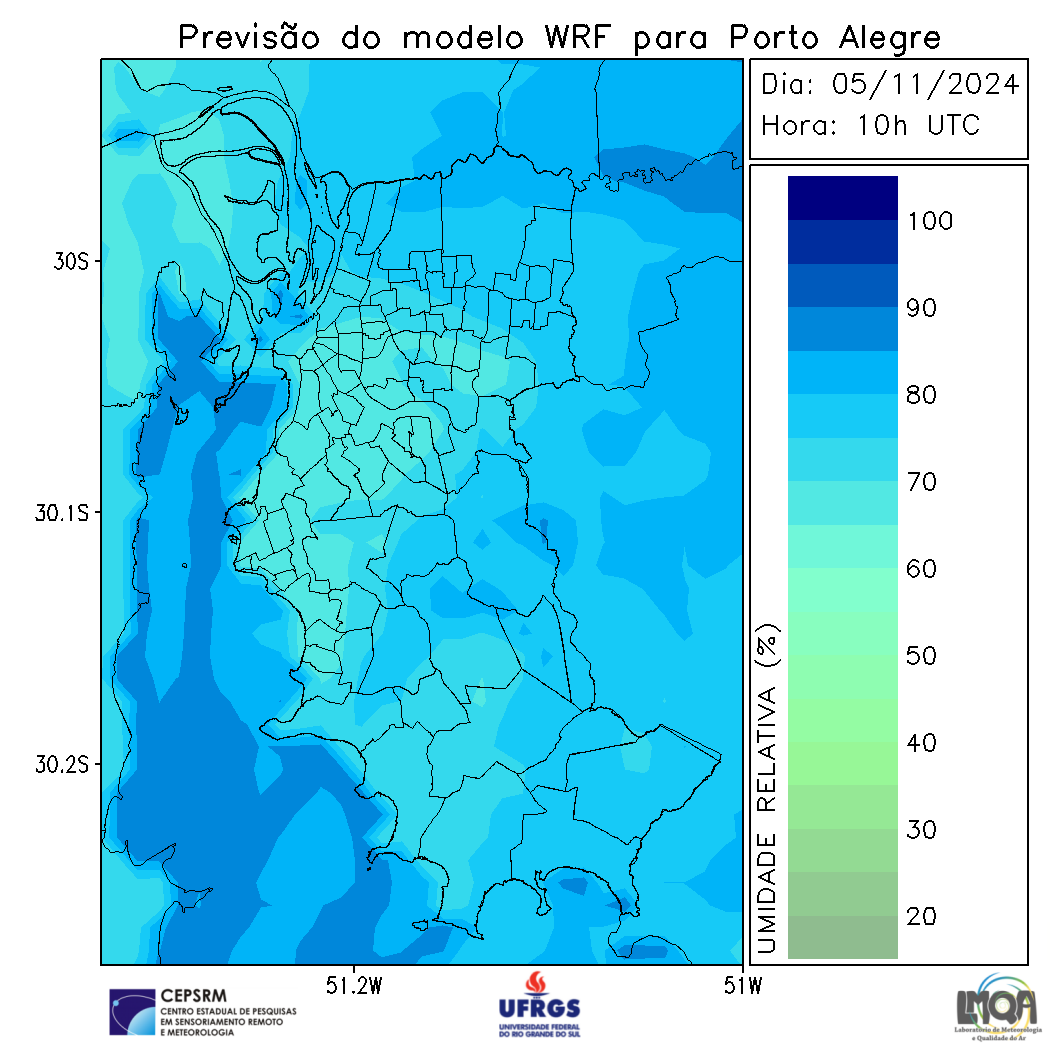 Previsão do modelo WRF para Porto Alegre
Dia: 05/11/2024
Hora: 10h UTC
30S
30.1S
30.2S
51.2W
51W
100
90
80
70
60
50
40
30
20
UMIDADE RELATIVA (%)
CEPSRM
CENTRO ESTADUAL DE PESQUISAS
EM SENSORIAMENTO REMOTO
E METEOROLOGIA
UFRGS
UNIVERSIDADE FEDERAL
DO RIO GRANDE DO SUL
LMQA
Laboratório de Meteorologia
e Qualidade do Ar